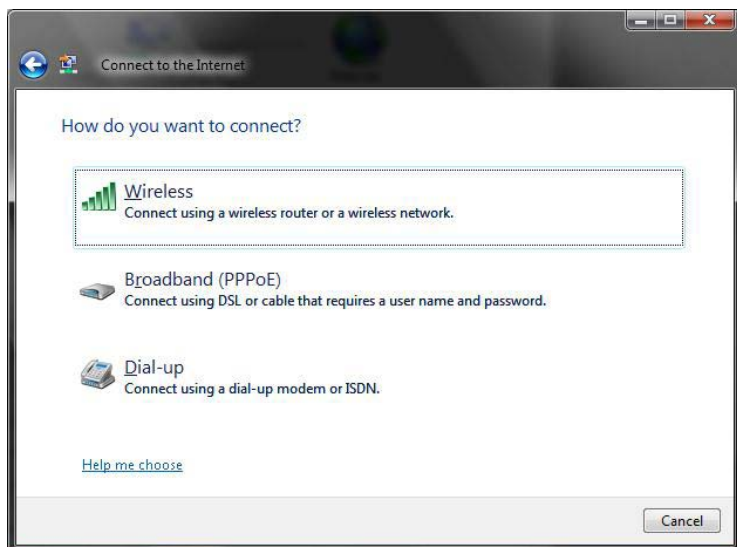 Connect to the Internet
How do you want to connect?
Wireless
Connect using a wireless router or a wireless network.
Broadband (PPPoE)
Connect using DSL or cable that requires a user name and password.
Dial-up
Connect using a dial-up modem or ISDN.
Help me choose
Cancel